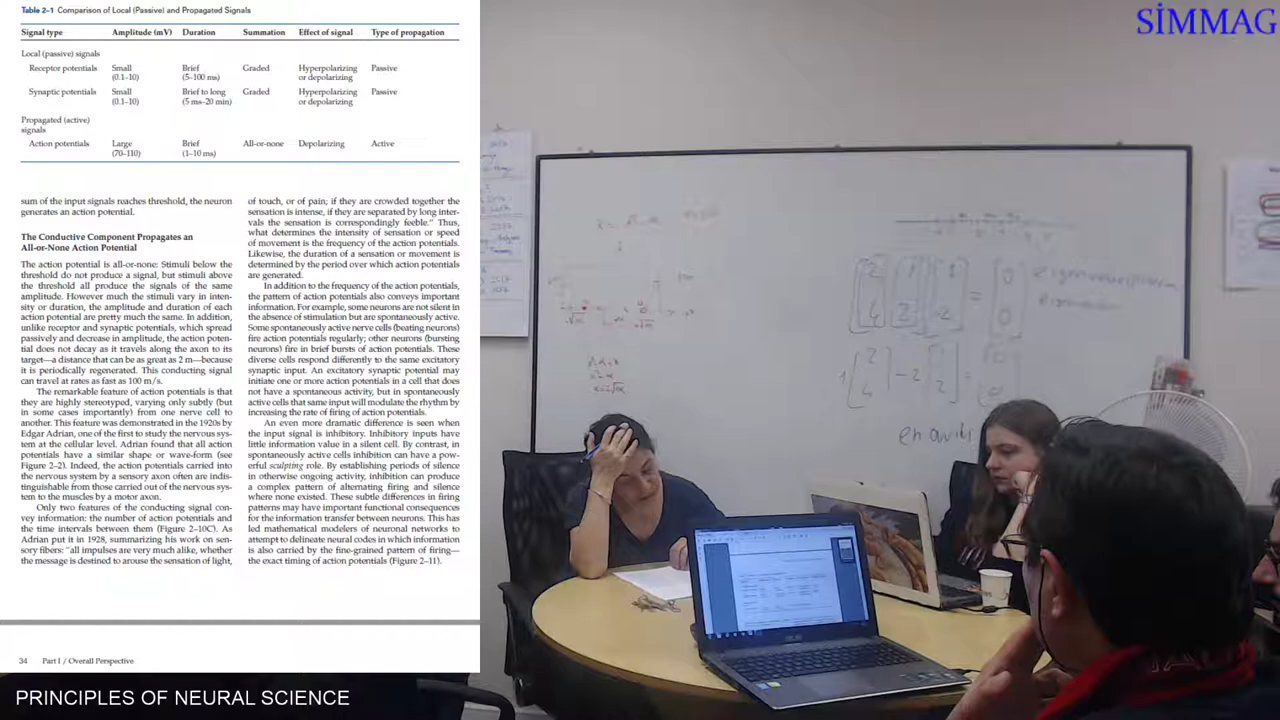 Table 2–1 Comparison of Local (Passive) and Propagated Signals
Signal type Amplitude (mV) Duration Summation Effect of signal Type of propagation
Local (passive) signals
Receptor potentials Small Brief Graded Hyperpolarizing Passive
(0.1–10) (5–100 ms) or depolarizing
Synaptic potentials Small Brief to long Graded Hyperpolarizing Passive
(0.1–10) (5 ms–20 min) or depolarizing
Propagated (active)
signals
Action potentials Large Brief All-or-none Depolarizing Active
(70–110) (1–10 ms)
sum of the input signals reaches threshold, the neuron
generates an action potential.
The Conductive Component Propagates an
All-or-None Action Potential
The action potential is all-or-none: Stimuli below the
threshold do not produce a signal, but stimuli above
the threshold all produce the signals of the same
amplitude. However much the stimuli vary in inten-
sity or duration, the amplitude and duration of each
action potential are pretty much the same. In addition,
unlike receptor and synaptic potentials, which spread
passively and decrease in amplitude, the action poten-
tial does not decay as it travels along the axon to its
target—a distance that can be as great as 2 m—because
it is periodically regenerated. This conducting signal
can travel at rates as fast as 100 m/s.
The remarkable feature of action potentials is that
they are highly stereotyped, varying only subtly (but
in some cases importantly) from one nerve cell to
another. This feature was demonstrated in the 1920s by
Edgar Adrian, one of the first to study the nervous sys-
tem at the cellular level. Adrian found that all action
potentials have a similar shape or wave-form (see
Figure 2–2). Indeed, the action potentials carried into
the nervous system by a sensory axon often are indis-
tinguishable from those carried out of the nervous sys-
tem to the muscles by a motor axon.
Only two features of the conducting signal con-
vey information: the number of action potentials and
the time intervals between them (Figure 2–10C). As
Adrian put it in 1928, summarizing his work on sen-
sory fibers: "all impulses are very much alike, whether
the message is destined to arouse the sensation of light,
of touch, or of pain; if they are crowded together the
sensation is intense, if they are separated by long inter-
vals the sensation is correspondingly feeble." Thus,
what determines the intensity of sensation or speed
of movement is the frequency of the action potentials.
Likewise, the duration of a sensation or movement is
determined by the period over which action potentials
are generated.
In addition to the frequency of the action potentials,
the pattern of action potentials also conveys important
information. For example, some neurons are not silent in
the absence of stimulation but are spontaneously active.
Some spontaneously active nerve cells (beating neurons)
fire action potentials regularly; other neurons (bursting
neurons) fire in brief bursts of action potentials. These
diverse cells respond differently to the same excitatory
synaptic input. An excitatory synaptic potential may
initiate one or more action potentials in a cell that
does not have a spontaneous activity, but in spontaneously
active cells that same input will modulate the rhythm by
increasing the rate of firing of action potentials.
An even more dramatic difference is seen when
the input signal is inhibitory. Inhibitory inputs have
little information value in a silent cell. By contrast, in
spontaneously active cells inhibition can have a pow-
erful sculpting role. By establishing periods of silence
in otherwise ongoing activity, inhibition can produce
a complex pattern of alternating firing and silence
where none existed. These subtle differences in firing
patterns may have important functional consequences
for the information transfer between neurons. This has
led mathematical modelers of neuronal networks to
attempt to delineate neural codes in which information
is also carried by the fine-grained pattern of firing—
the exact timing of action potentials (Figure 2–11).
34 Part I / Overall Perspective
PRINCIPLES OF NEURAL SCIENCE
SİMMAG